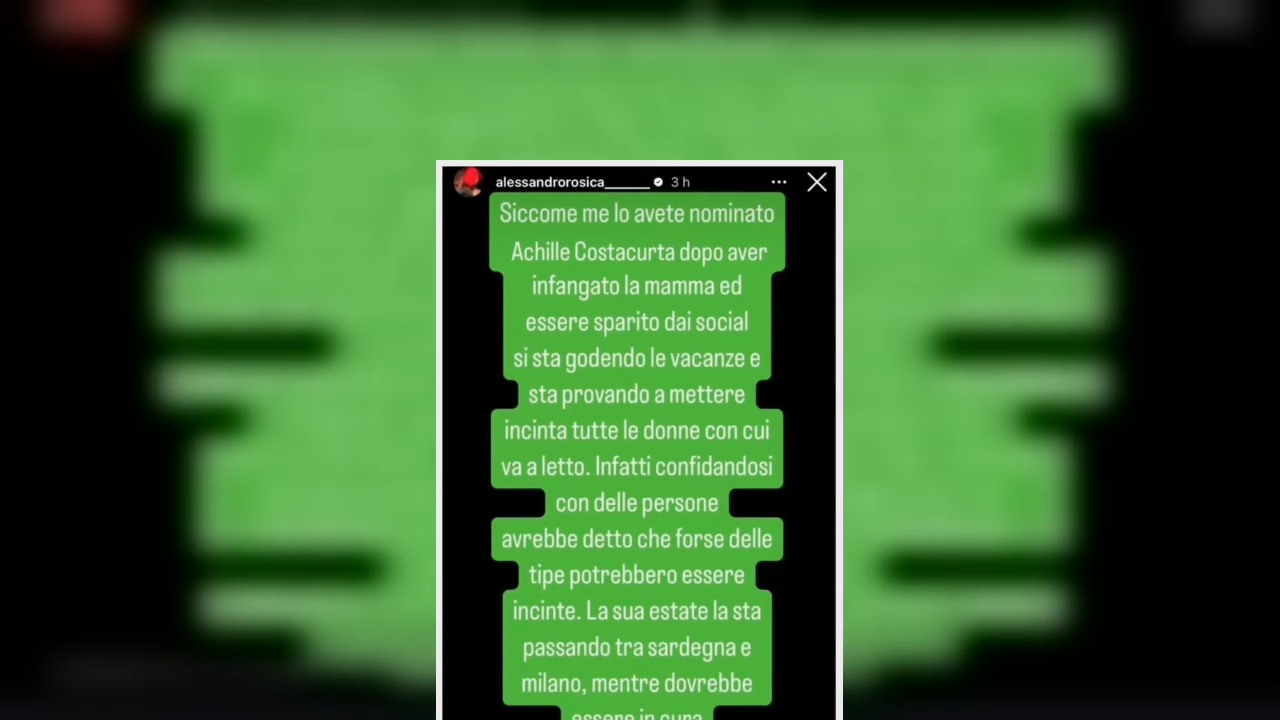 alessandrorosica______ 3 h
Siccome me lo avete nominato
Achille Costacurta dopo aver
infangato la mamma ed
essere sparito dai social
si sta godendo le vacanze e
sta provando a mettere
incinta tutte le donne con cui
va a letto. Infatti confidandosi
con delle persone
avrebbe detto che forse delle
tipe potrebbero essere
incinte. La sua estate la sta
passando tra sardegna e
milano, mentre dovrebbe
essere in cura